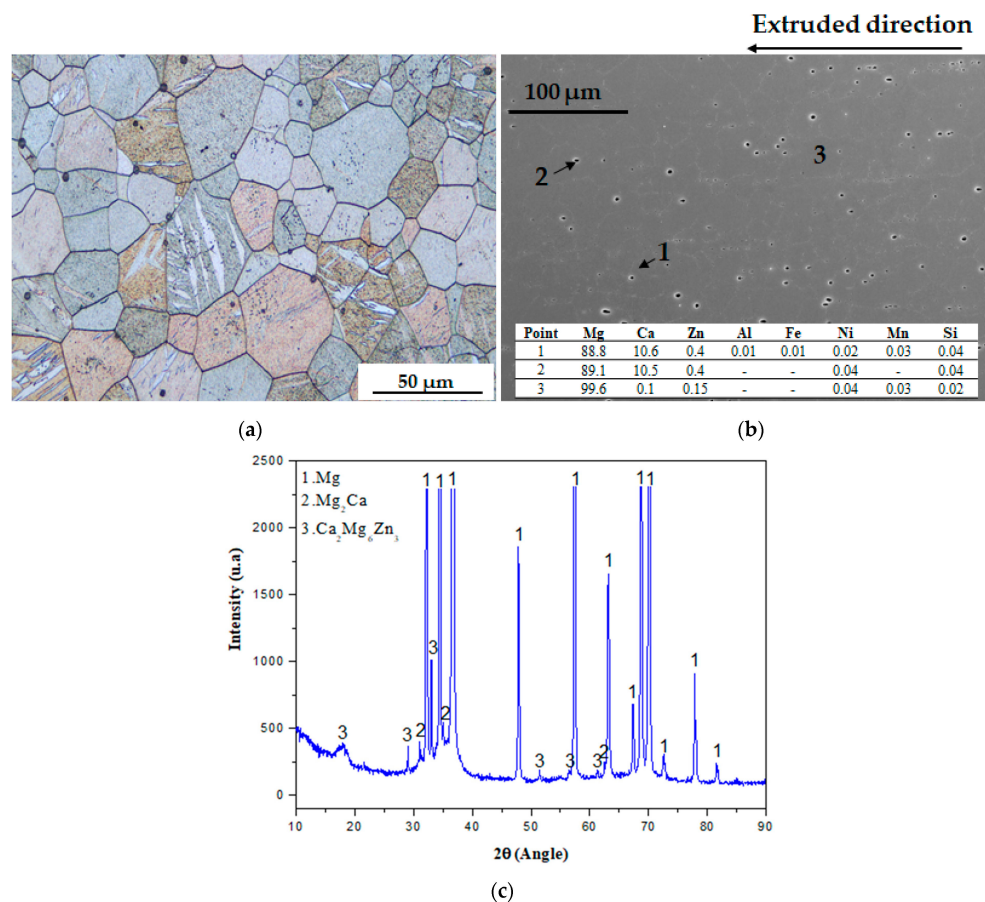 Extruded direction
100 µm
3
2
1
50 µm
Point Mg Ca Zn Al Fe Ni Mn Si
1 88.8 10.6 0.4 0.01 0.01 0.02 0.03 0.04
2 89.1 10.5 0.4 - - 0.04 - 0.04
3 99.6 0.1 0.15 - - 0.04 0.03 0.02
(a)
(b)
2500
1.Mg
2.Mg₂Ca
3.Ca₂Mg₆Zn₃
1 1 1 1 1 1
2000
1 1
1500
Intensity (u.a)
1000
3 1
500
3 3 2 2 3 3 3 2 1 1 1
0
10 20 30 40 50 60 70 80 90
2θ (Angle)
(c)